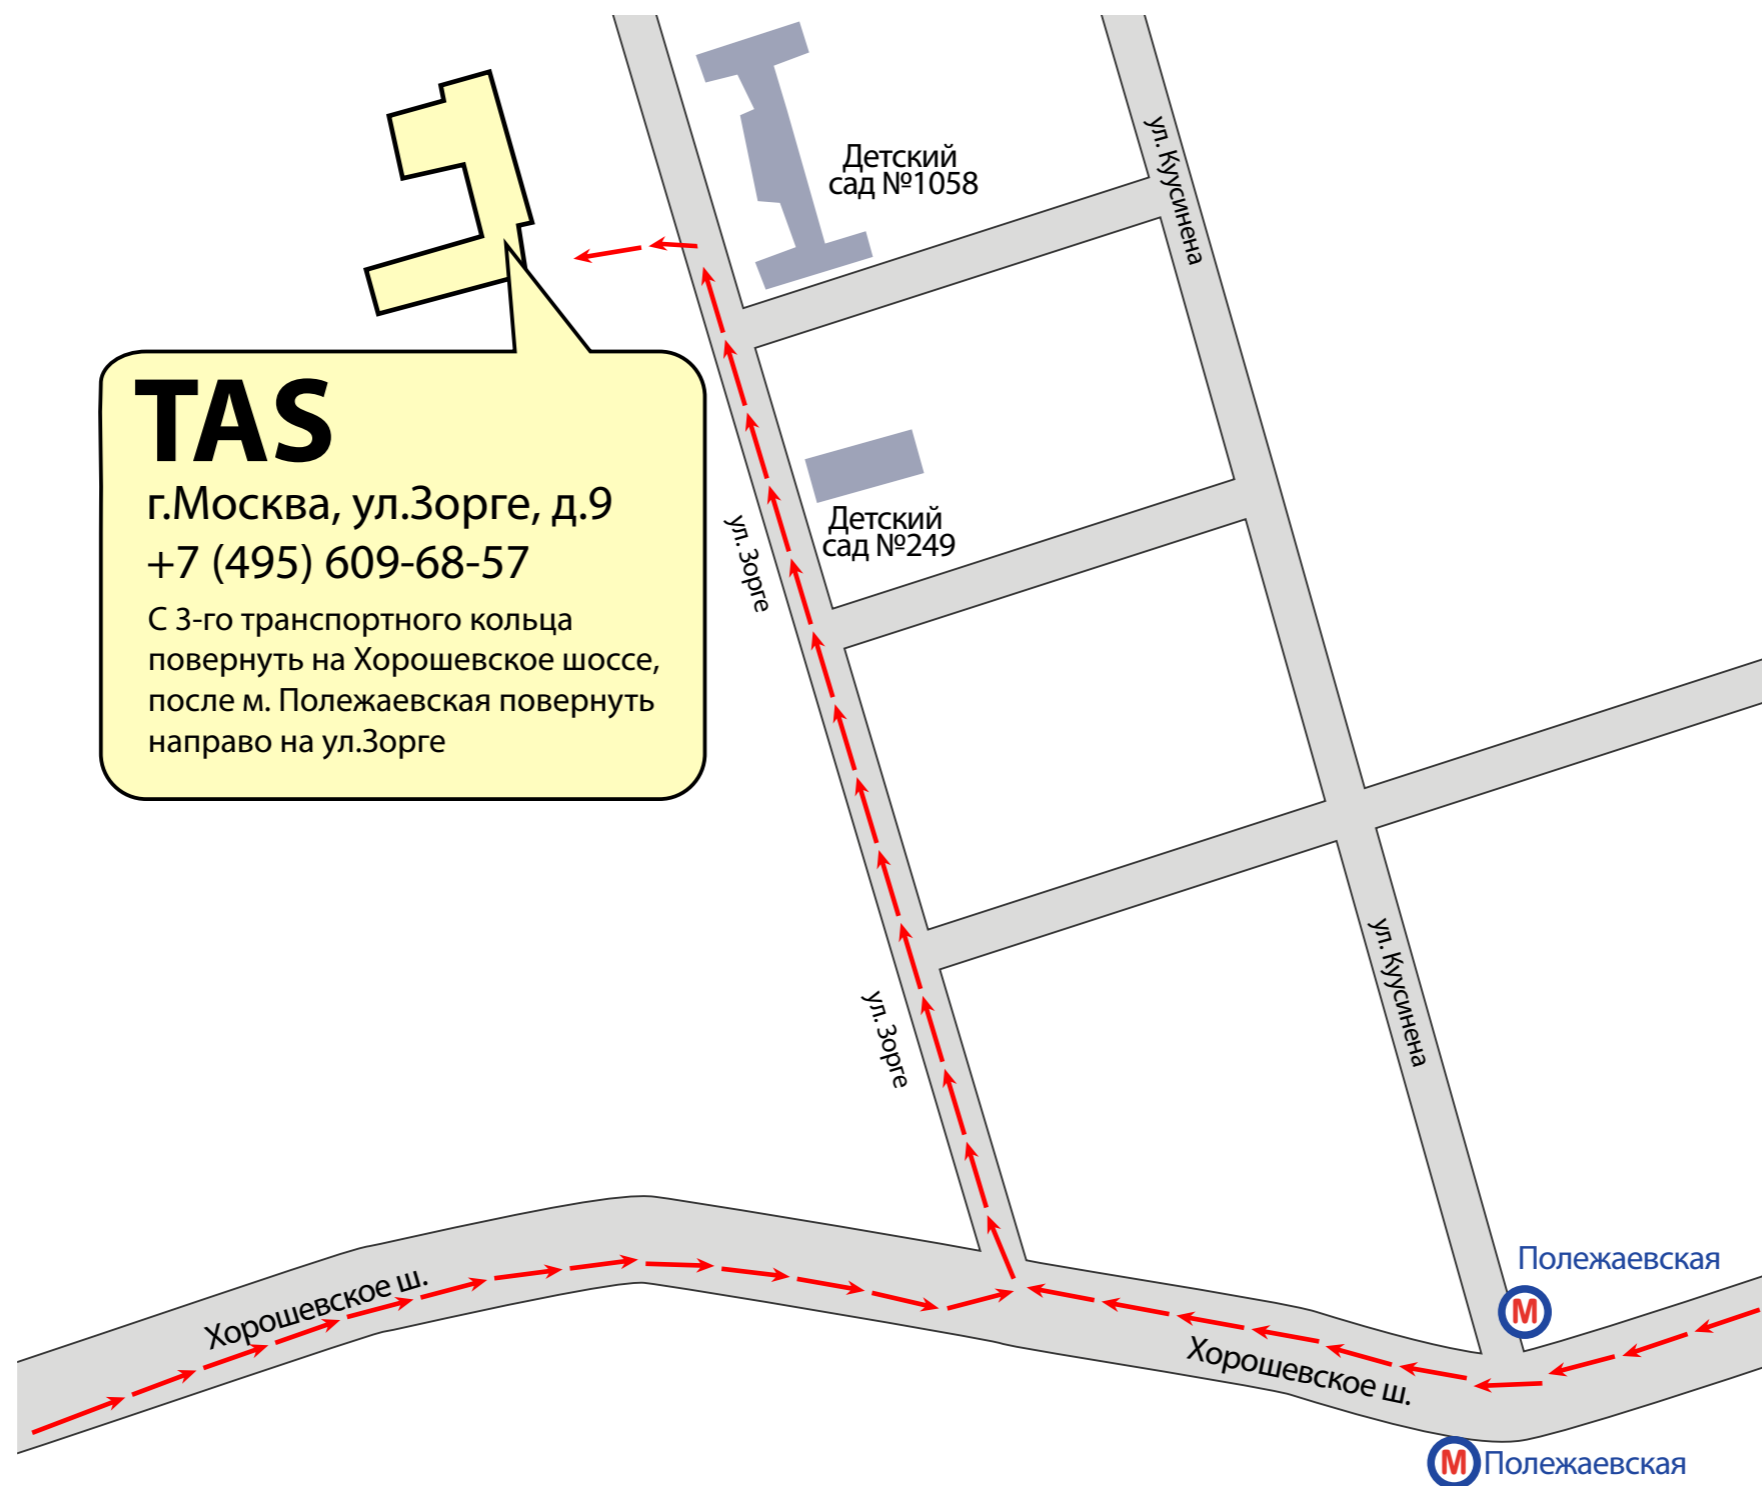 Детский
сад №1058
ул. Куусинена
TAS
г.Москва, ул.Зорге, д.9
+7 (495) 609-68-57
С 3-го транспортного кольца
повернуть на Хорошевское шоссе,
после м. Полежаевская повернуть
направо на ул.Зорге
Детский
сад №249
ул. Зорге
ул. Куусинена
ул. Зорге
Полежаевская
М
Хорошевское ш.
Хорошевское ш.
М Полежаевская